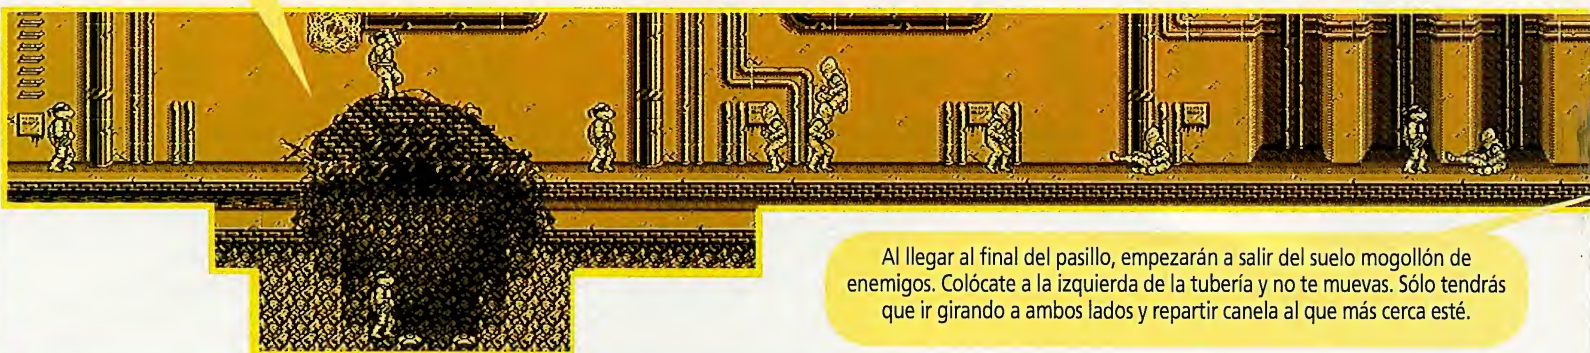 Al llegar al final del pasillo, empezarán a salir del suelo mogollón de
enemigos. Colócate a la izquierda de la tubería y no te muevas. Sólo tendrás
que ir girando a ambos lados y repartir canela al que más cerca esté.